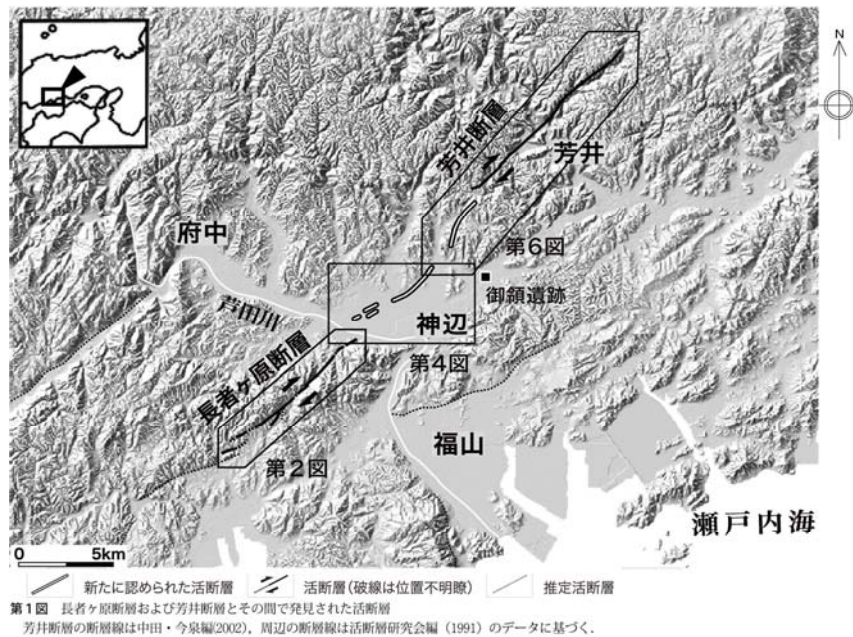 N
芳井断層
芳井
府中
第6図
御領遺跡
芦田川
神辺
第4図
長者ヶ原断層
福山
第2図
瀬戸内海
0 5km
新たに認められた活断層 活断層(破線は位置不明瞭) 推定活断層
第1図 長者ヶ原断層および芳井断層とその間で発見された活断層
芳井断層の断層線は中田・今泉編(2002)，周辺の断層線は活断層研究会編(1991)のデータに基づく．